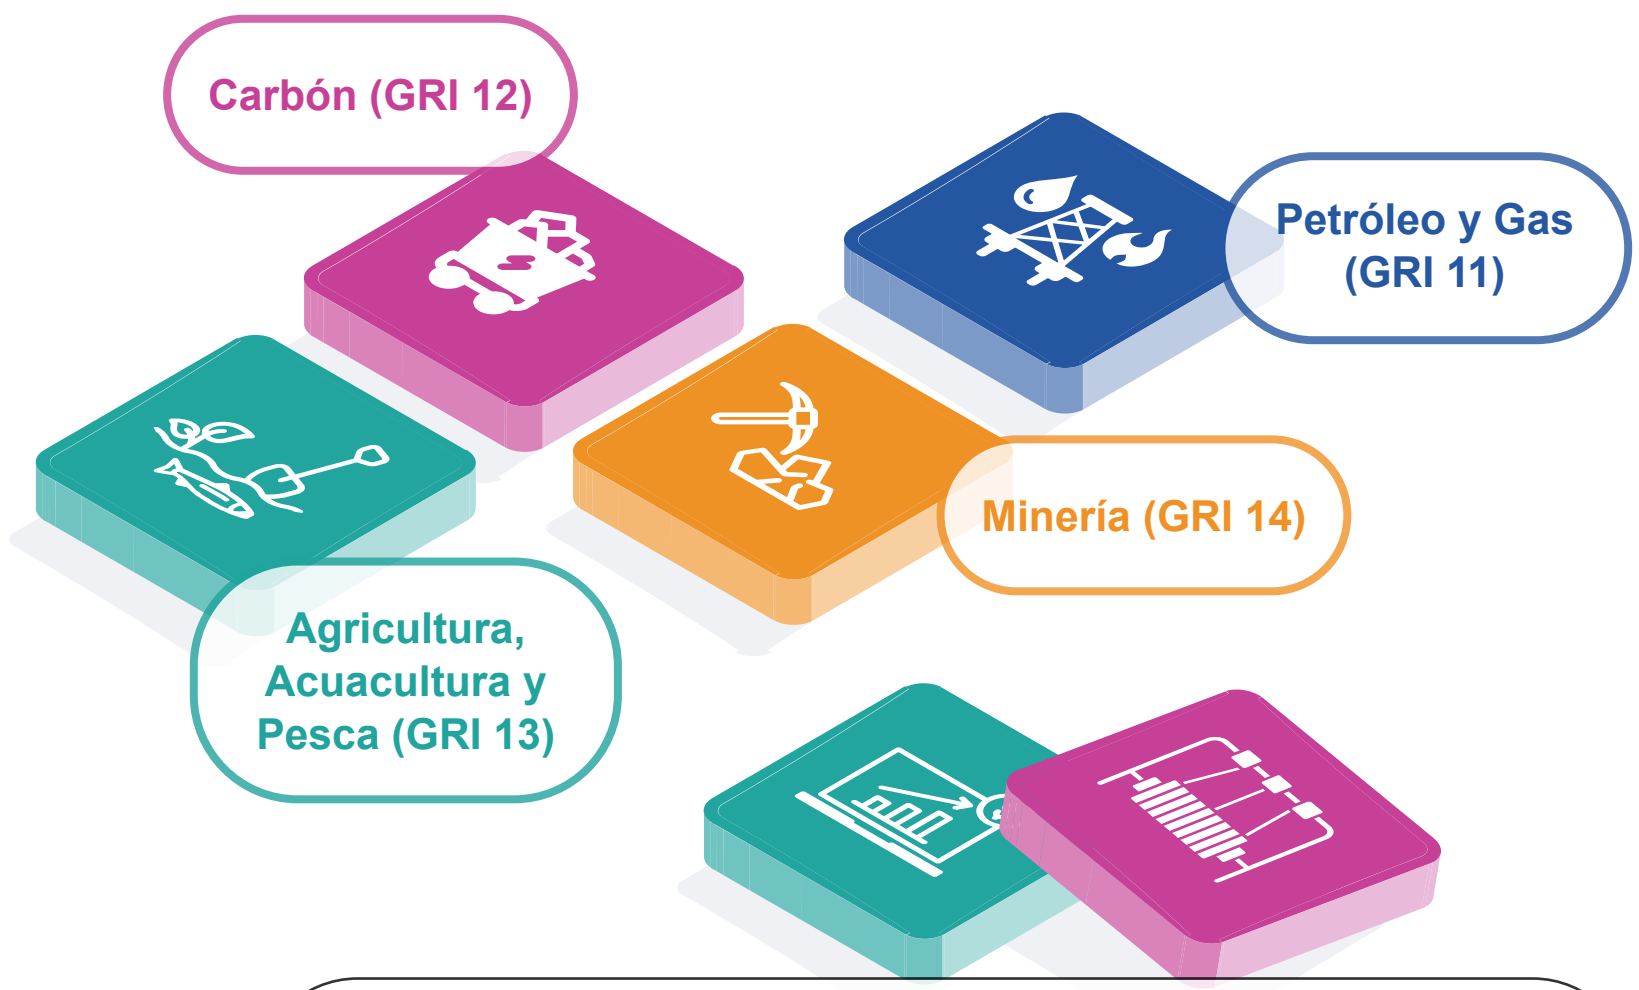 Carbón (GRI 12)
Petróleo y Gas
(GRI 11)
Minería (GRI 14)
Agricultura,
Acuacultura y
Pesca (GRI 13)